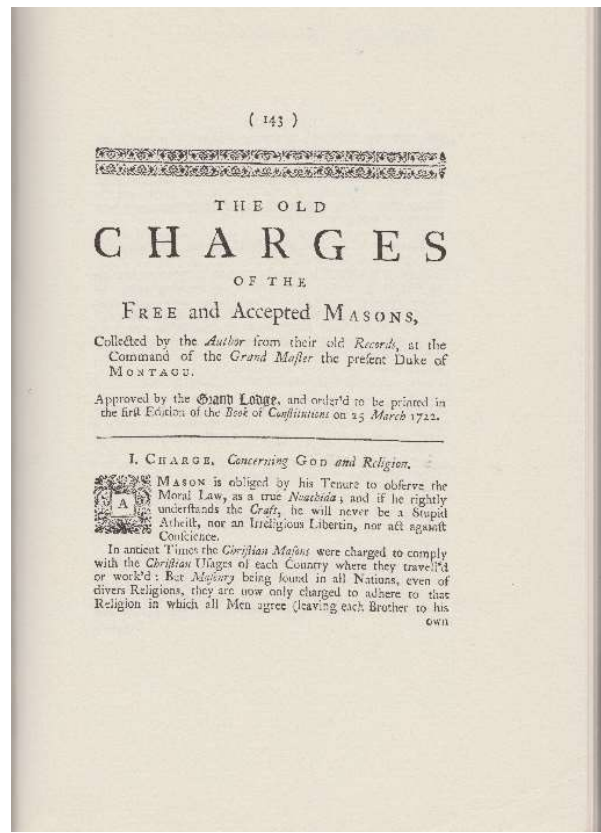 ( 143 )
THE OLD
CHARGES
OF THE
FREE and Accepted MASONS,
Collected by the Author from their old Records, at the
Command of the Grand Master the present Duke of
MONTAGU.
Approved by the Grand Lodge, and order'd to be printed in
the first Edition of the Book of Constitutions on 25 March 1722.
I. CHARGE. Concerning GOD and Religion.
A MASON is obliged by his Tenure to observe the
Moral Law, as a true Noachida; and if he rightly
understands the Craft, he will never be a Stupid
Atheist, nor an Irreligious Libertin, nor act against
Conscience.
In antient Times the Christian Masons were charged to comply
with the Christian Usages of each Country where they travell'd
or work'd: But Masonry being found in all Nations, even of
divers Religions, they are now only charged to adhere to that
Religion in which all Men agree (leaving each Brother to his
own